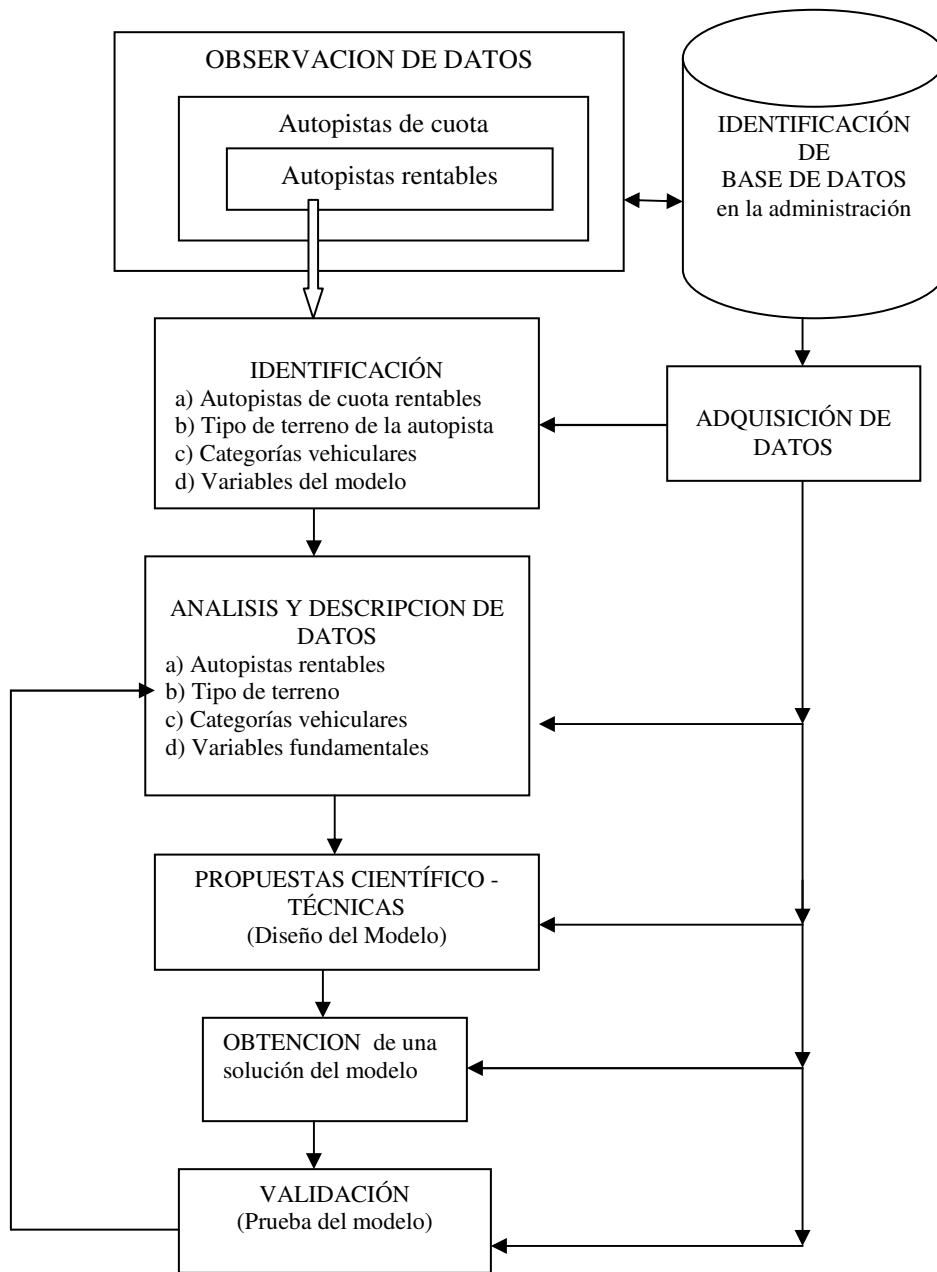 OBSERVACION DE DATOS
Autopistas de cuota
Autopistas rentables
IDENTIFICACIÓN
DE
BASE DE DATOS
en la administración
IDENTIFICACIÓN
a) Autopistas de cuota rentables
b) Tipo de terreno de la autopista
c) Categorías vehiculares
d) Variables del modelo
ADQUISICIÓN DE
DATOS
ANALISIS Y DESCRIPCION DE
DATOS
a) Autopistas rentables
b) Tipo de terreno
c) Categorías vehiculares
d) Variables fundamentales
PROPUESTAS CIENTÍFICO -
TÉCNICAS
(Diseño del Modelo)
OBTENCION de una
solución del modelo
VALIDACIÓN
(Prueba del modelo)